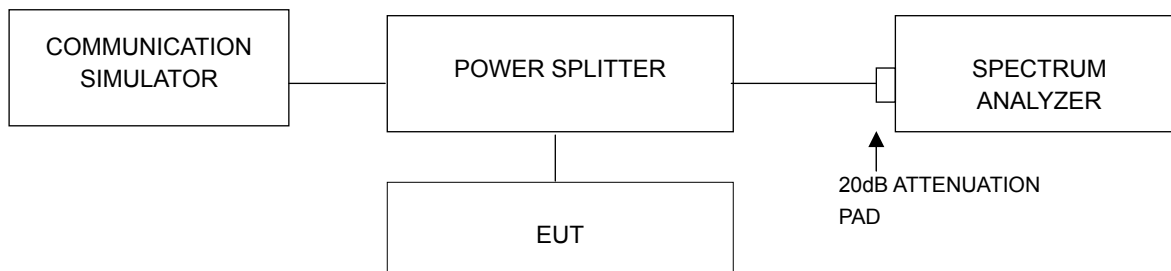 COMMUNICATION
SIMULATOR
POWER SPLITTER
SPECTRUM
ANALYZER
20dB ATTENUATION
PAD
EUT